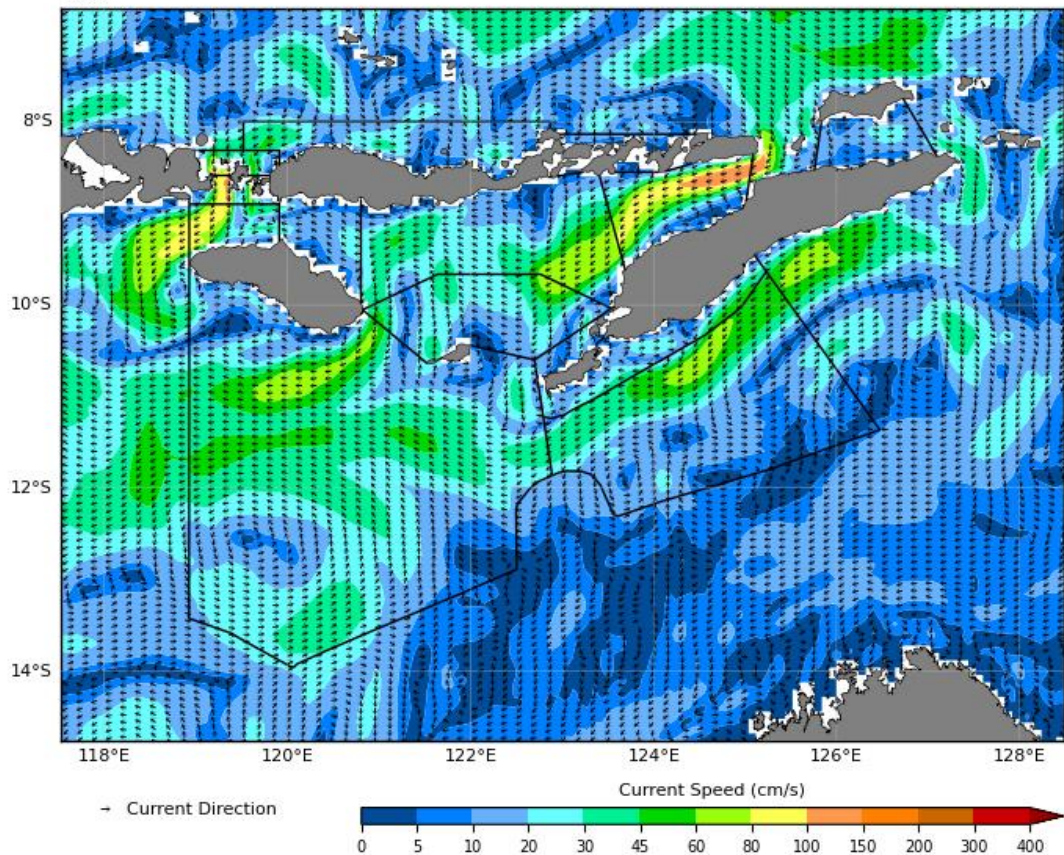 8°S
10°S
12°S
14°S
118°E 120°E 122°E 124°E 126°E 128°E
Current Speed (cm/s)
→ Current Direction
0 5 10 20 30 45 60 80 100 150 200 300 400